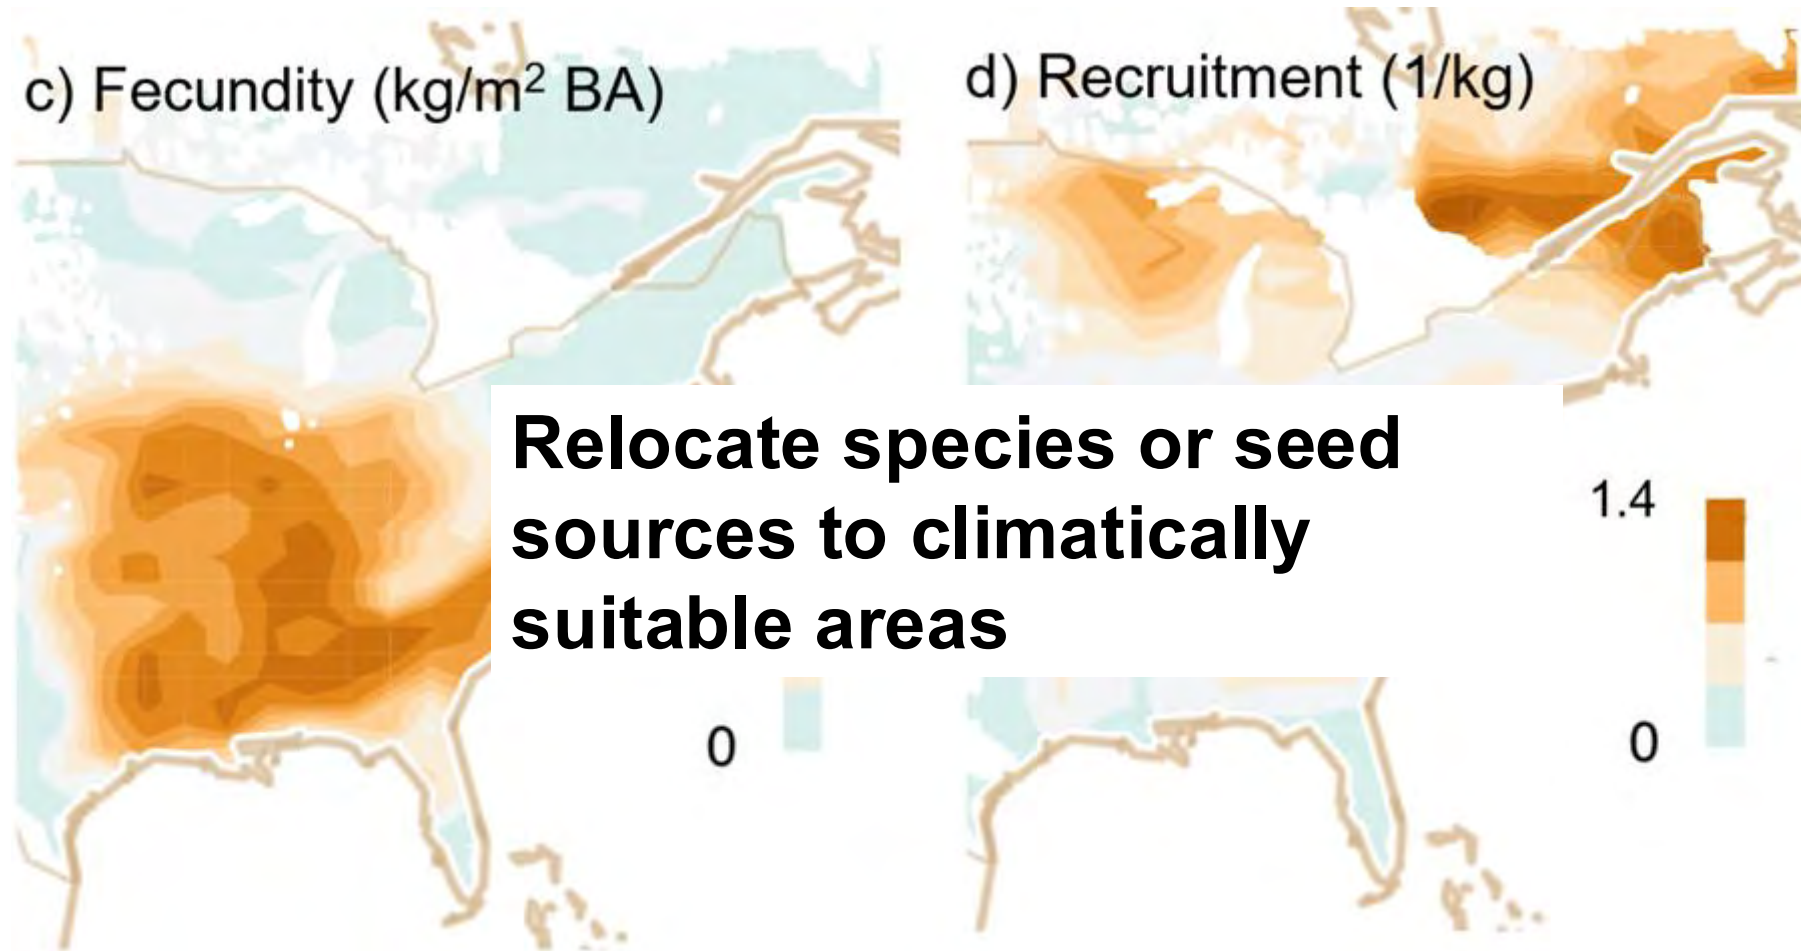 c) Fecundity (kg/m² BA)
d) Recruitment (1/kg)
Relocate species or seed
sources to climatically
suitable areas
1.4
0
0